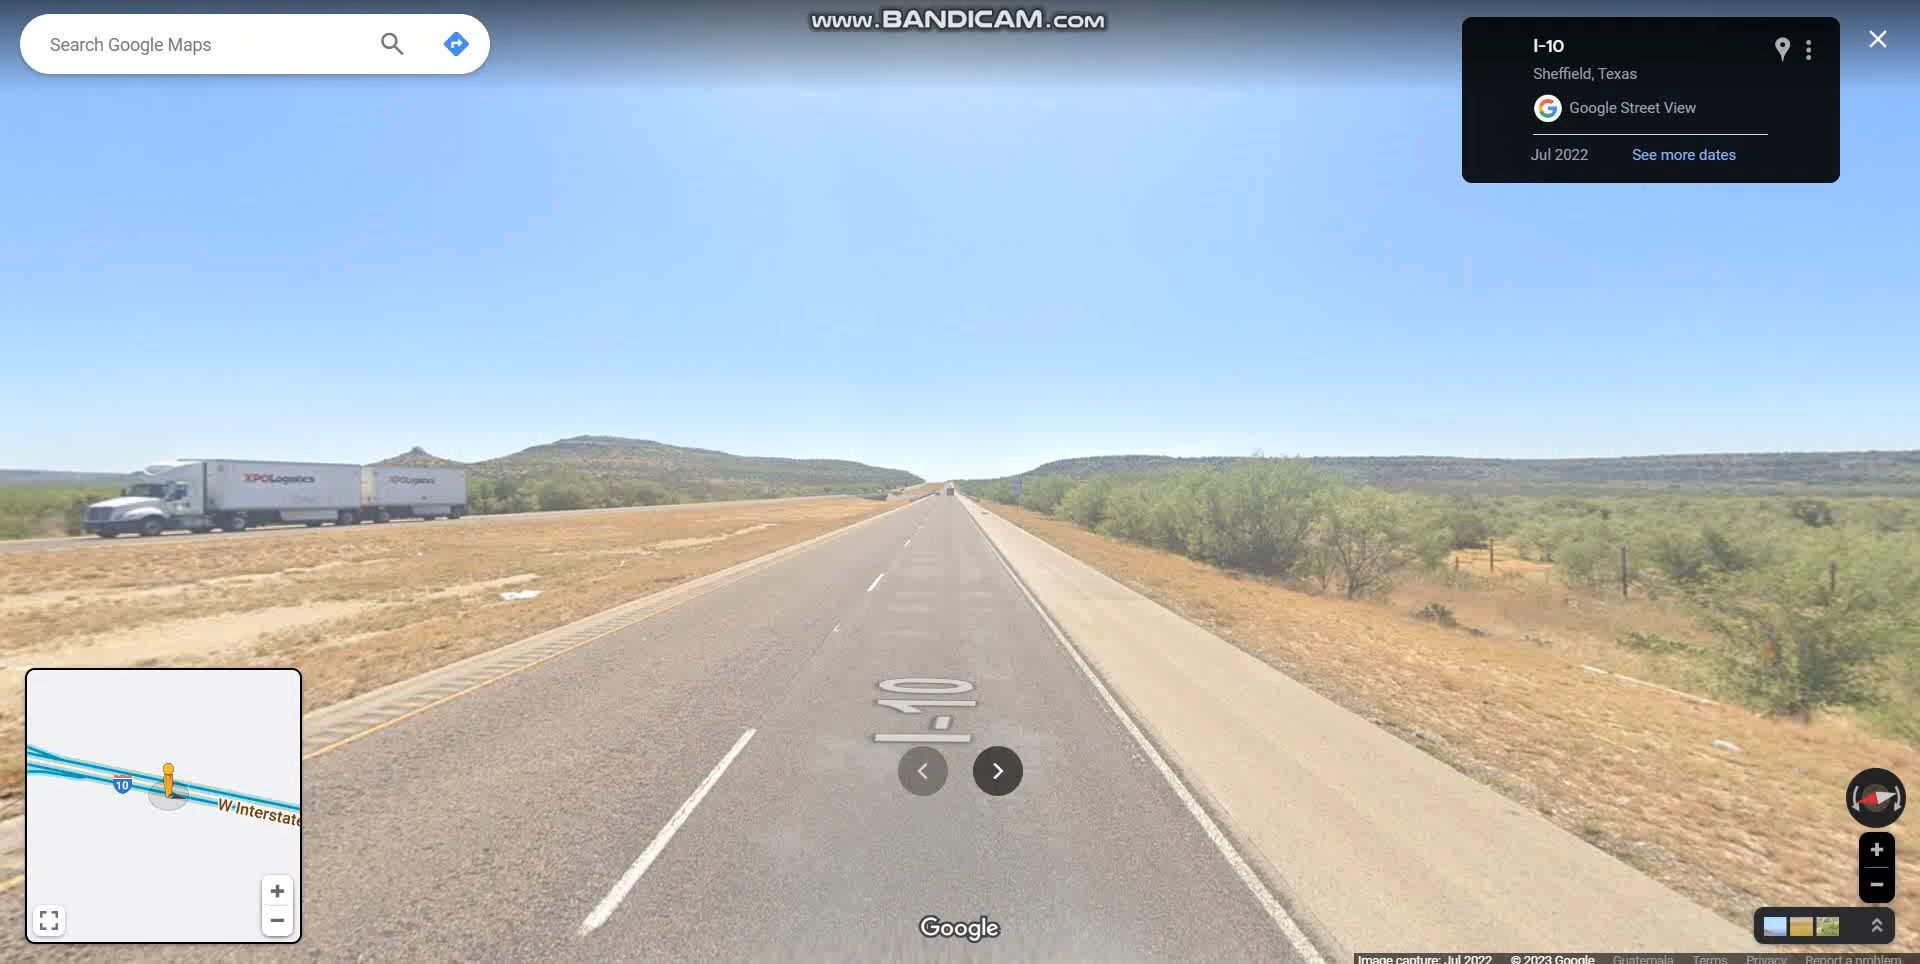 www.BANDICAM.com
Search Google Maps
I-10
Sheffield, Texas
Google Street View
Jul 2022
See more dates
XPOLogistics
XPOLogistics
I-10
10
W Interstate
Google
Image capture: Jul 2022 © 2023 Google Guatemala Terms Privacy Report a problem